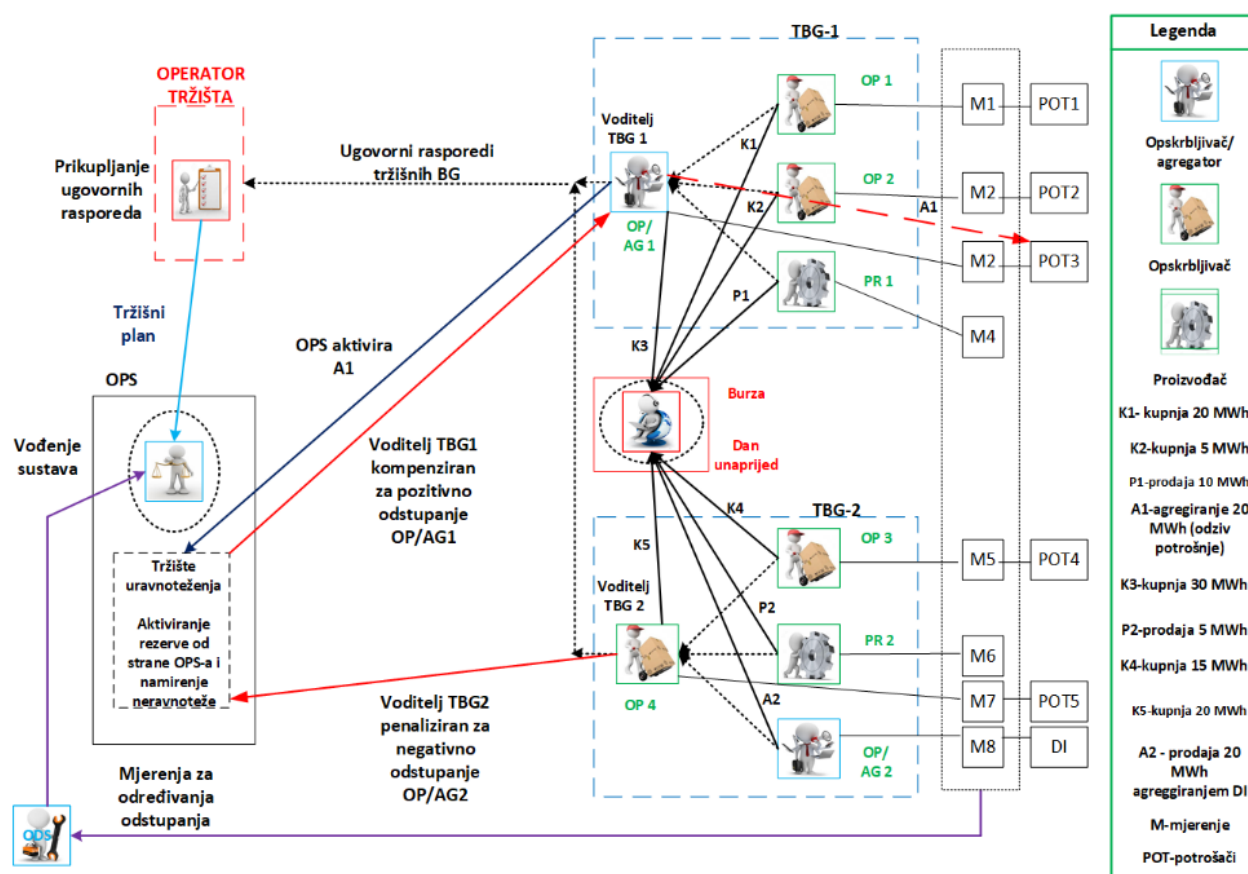 TBG-1
OPERATOR
TRŽIŠTA
Prikupljanje
ugovornih
rasporeda
Ugovorni rasporedi
tržišnih BG
Voditelj
TBG 1
OP/
AG 1
K1
K2
P1
K3
A1
OP 1
OP 2
PR 1
M1
POT1
M2
POT2
M2
POT3
M4
Tržišni
plan
OPS
OPS aktivira
A1
Vođenje
sustava
Voditelj TBG1
kompenziran
za pozitivno
odstupanje
OP/AG1
Burza
Dan
unaprijed
Tržište
uravnoteženja
Aktiviranje
rezerve od
strane OPS-a i
namirenje
neravnoteže
TBG-2
K4
K5
P2
A2
Voditelj
TBG 2
OP 4
OP 3
PR 2
OP/
AG 2
M5
POT4
M6
M7
POT5
M8
DI
Voditelj TBG2
penaliziran za
negativno
odstupanje
OP/AG2
Mjerenja za
određivanja
odstupanja
ODS
Legenda
Opskrbljivač/
agregator
Opskrbljivač
Proizvođač
K1- kupnja 20 MWh
K2-kupnja 5 MWh
P1-prodaja 10 MWh
A1-agregiranje 20
MWh (odziv
potrošnje)
K3-kupnja 30 MWh
P2-prodaja 5 MWh
K4-kupnja 15 MWh
K5-kupnja 20 MWh
A2 - prodaja 20
MWh
agreggiranjem DI
M-mjerenje
POT-potrošači